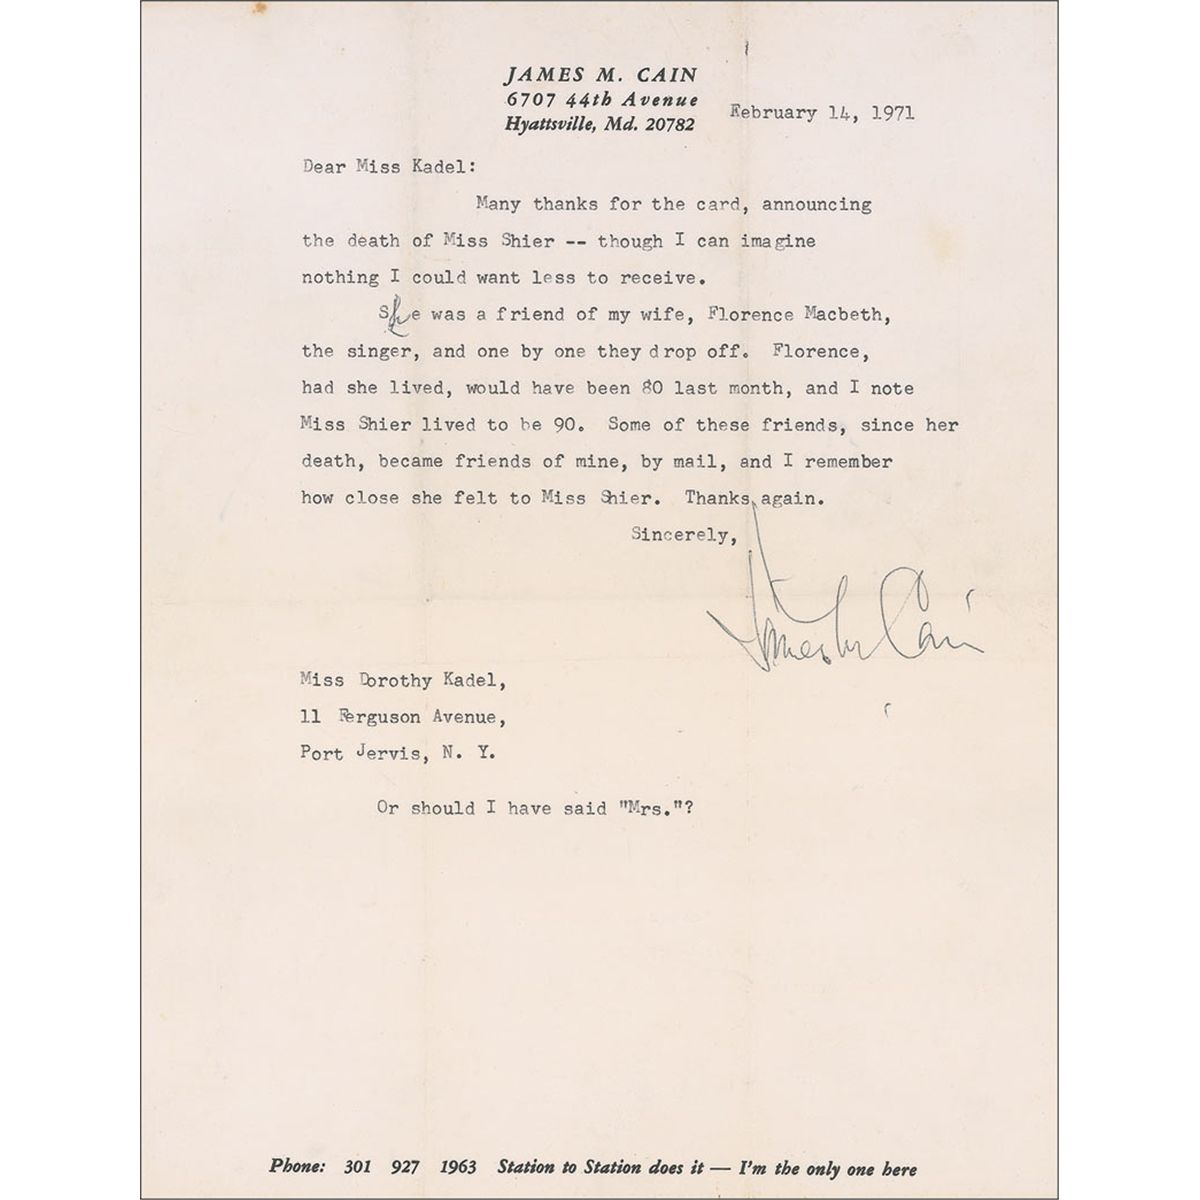 JAMES M. CAIN
6707 44th Avenue
Hyattsville, Md. 20782
February 14, 1971
Dear Miss Kadel:
Many thanks for the card, announcing
the death of Miss Shier -- though I can imagine
nothing I could want less to receive.
She was a friend of my wife, Florence Macbeth,
the singer, and one by one they drop off. Florence,
had she lived, would have been 80 last month, and I note
Miss Shier lived to be 90. Some of these friends, since her
death, became friends of mine, by mail, and I remember
how close she felt to Miss Shier. Thanks again.
Sincerely,
James M Cain
Miss Dorothy Kadel,
11 Ferguson Avenue,
Port Jervis, N. Y.
Or should I have said "Mrs."?
Phone: 301 927 1963 Station to Station does it — I'm the only one here